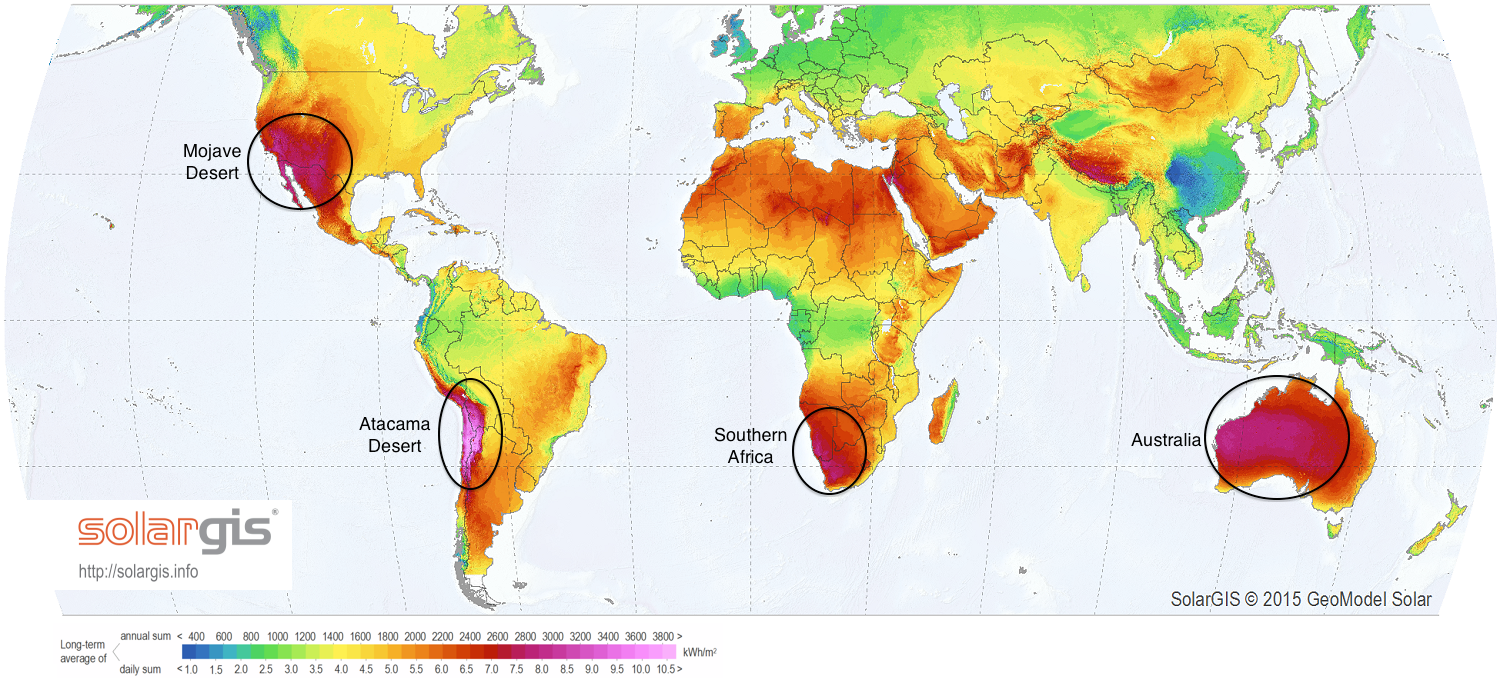 Mojave
Desert
Atacama
Desert
Southern
Africa
Australia
solargis®
http://solargis.info
SolarGIS © 2015 GeoModel Solar
Long-term
average of
annual sum < 400 600 800 1000 1200 1400 1600 1800 2000 2200 2400 2600 2800 3000 3200 3400 3600 3800 >
kWh/m²
daily sum < 1.0 1.5 2.0 2.5 3.0 3.5 4.0 4.5 5.0 5.5 6.0 6.5 7.0 7.5 8.0 8.5 9.0 9.5 10.0 10.5 >